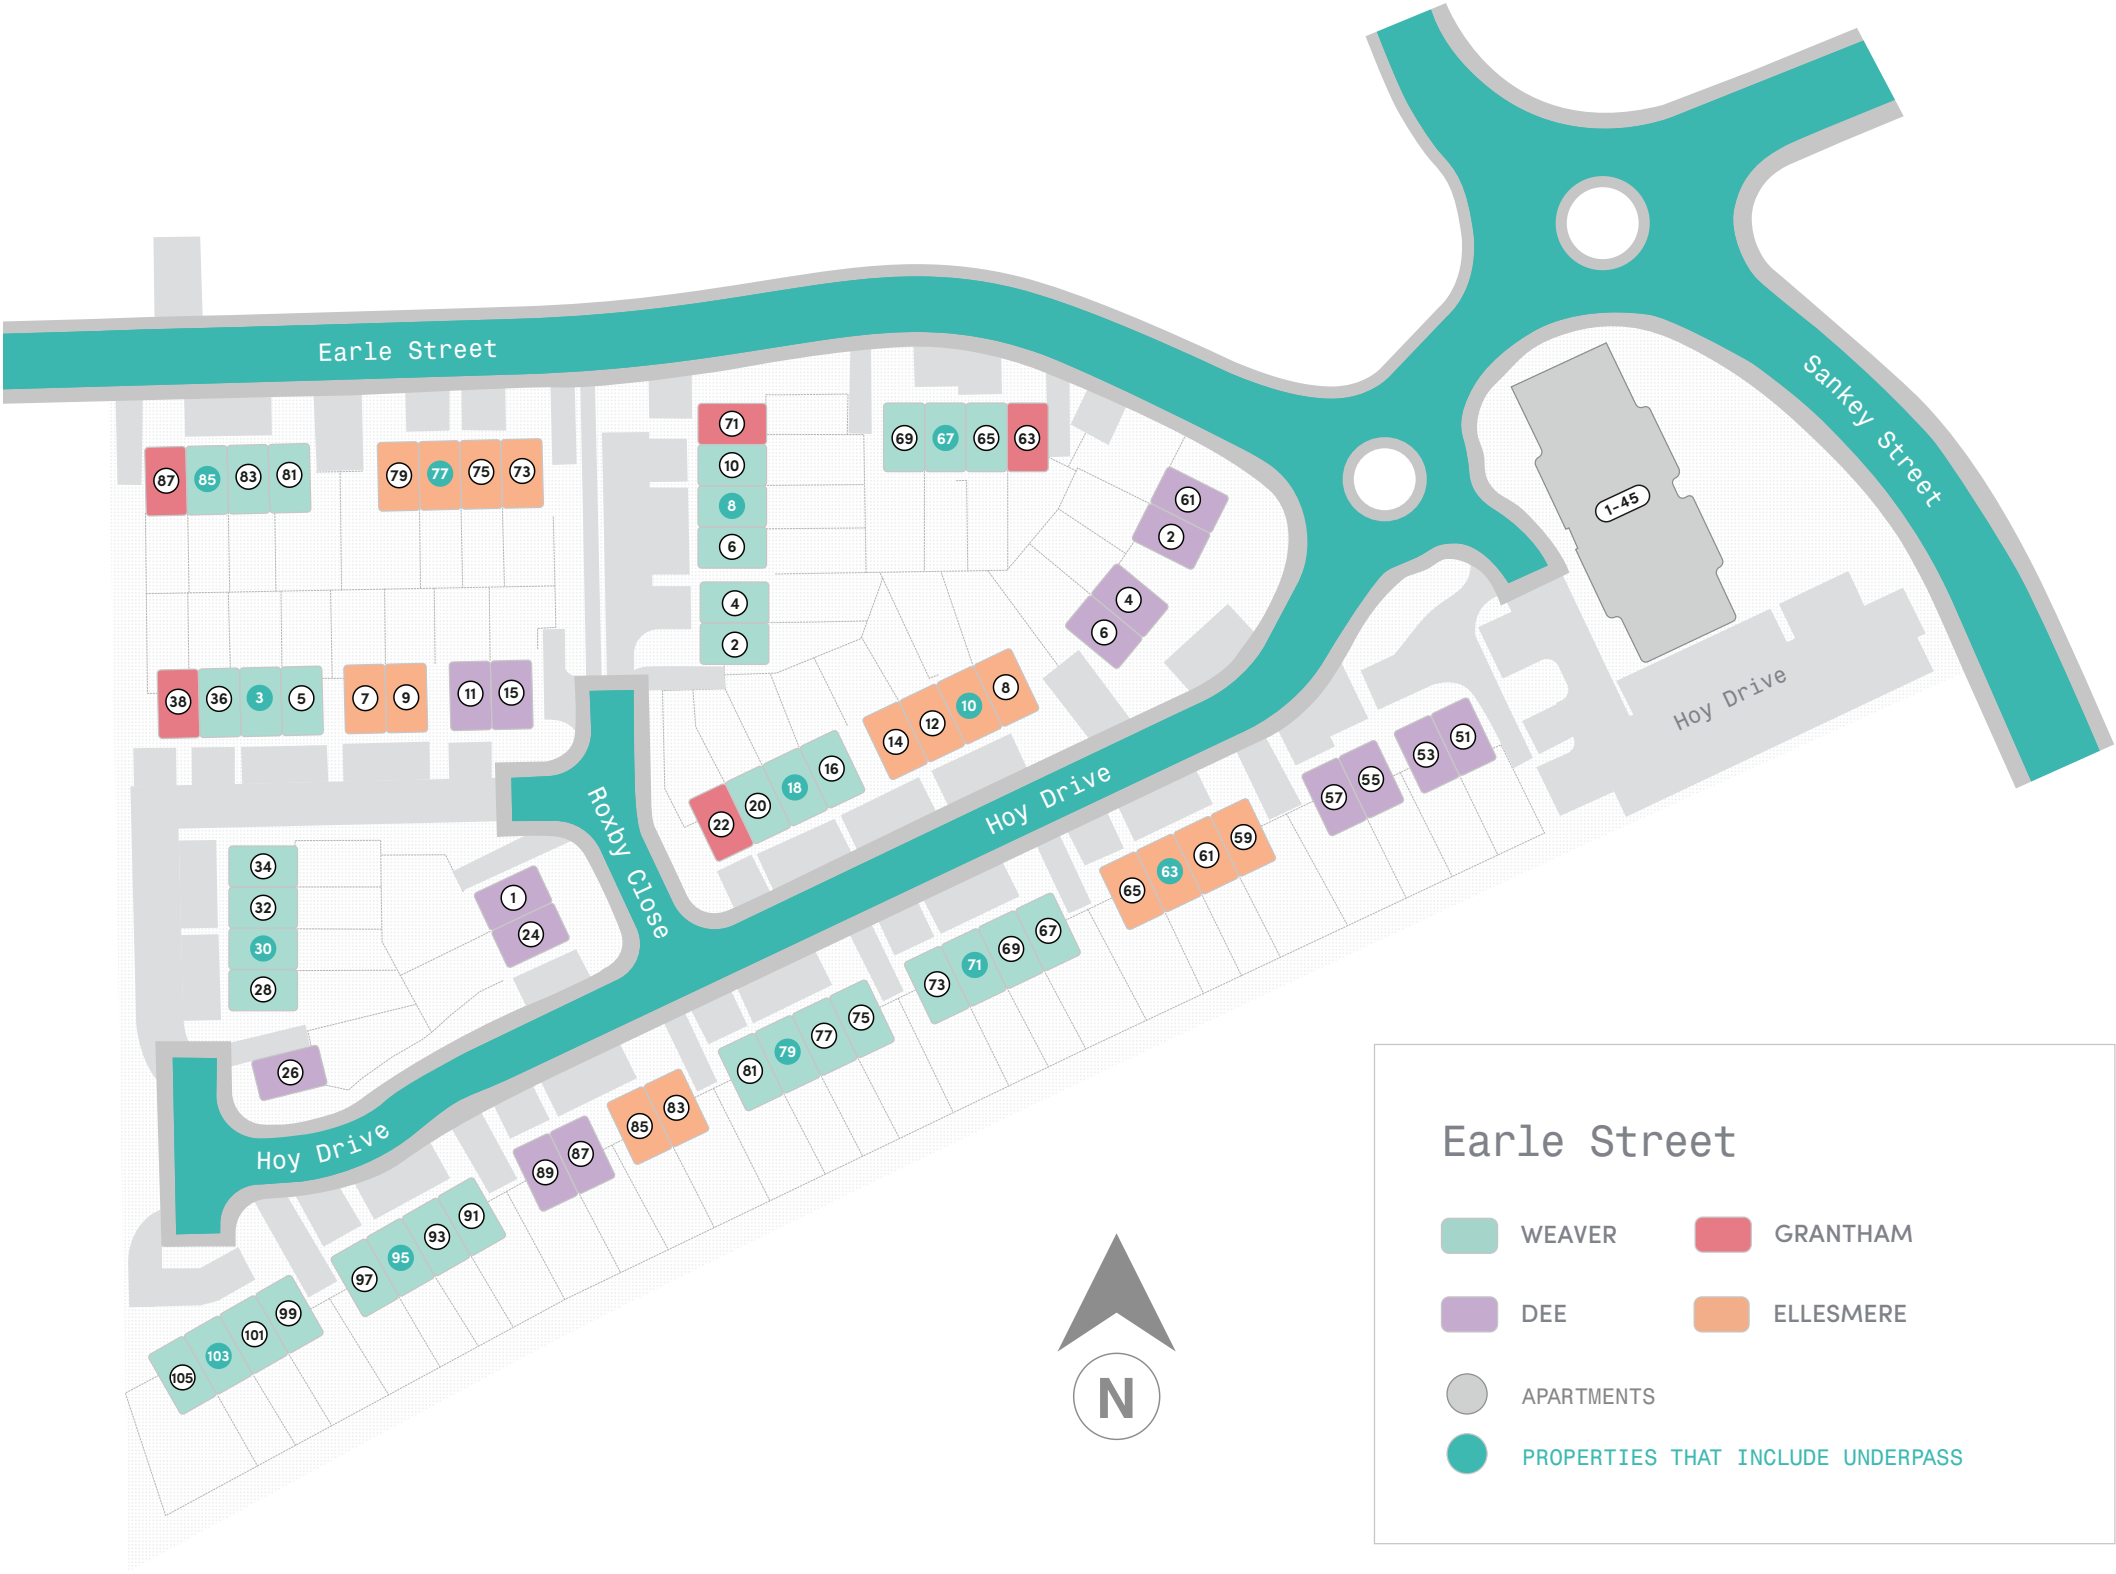 Earle Street
Sankey Street
1-45
Hoy Drive
87 85 83 81
79 77 75 73
71
10
8
6
4
2
69 67 65 63
61
2
4
6
38 36 3 5
7 9
11 15
14 12 10 8
22 20 18 16
Roxby Close
Hoy Drive
34
32
30
28
1
24
26
Hoy Drive
57 55 53 51
65 63 61 59
73 71 69 67
81 79 77 75
85 83
89 87
97 95 93 91
105 103 101 99
N
Earle Street
WEAVER
GRANTHAM
DEE
ELLESMERE
APARTMENTS
PROPERTIES THAT INCLUDE UNDERPASS